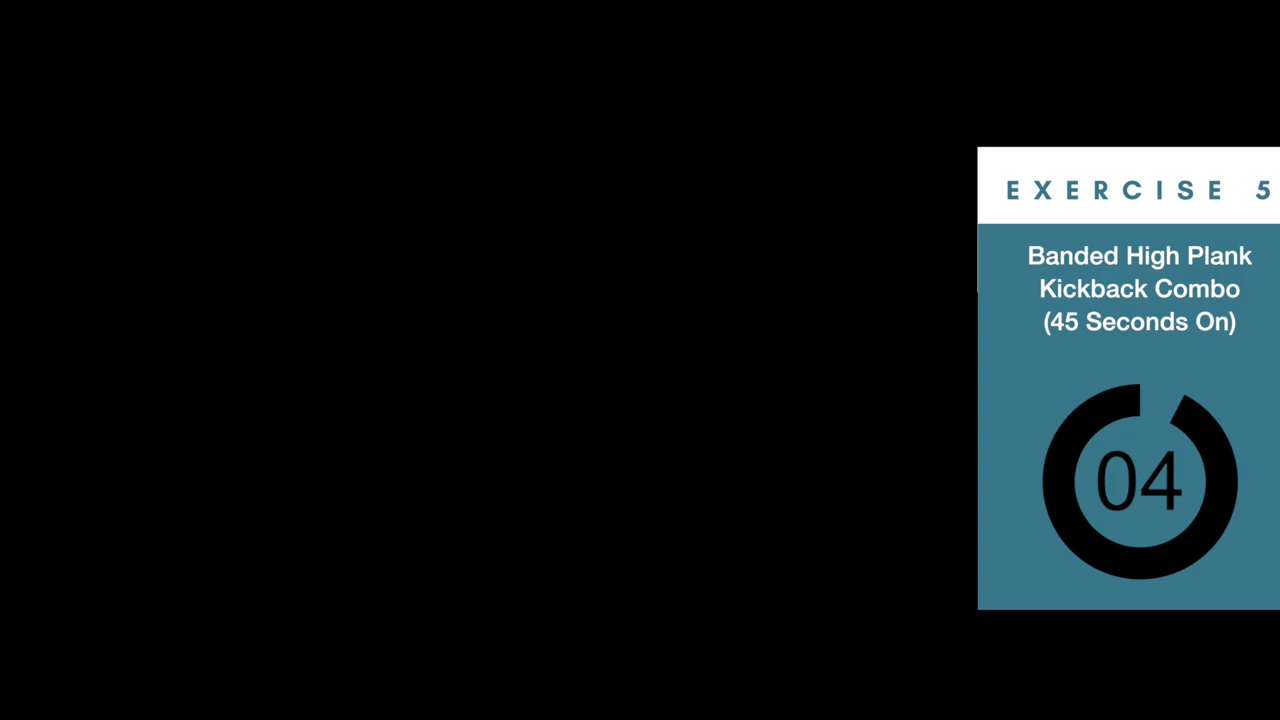 EXERCISE 5
Banded High Plank
Kickback Combo
(45 Seconds On)
04